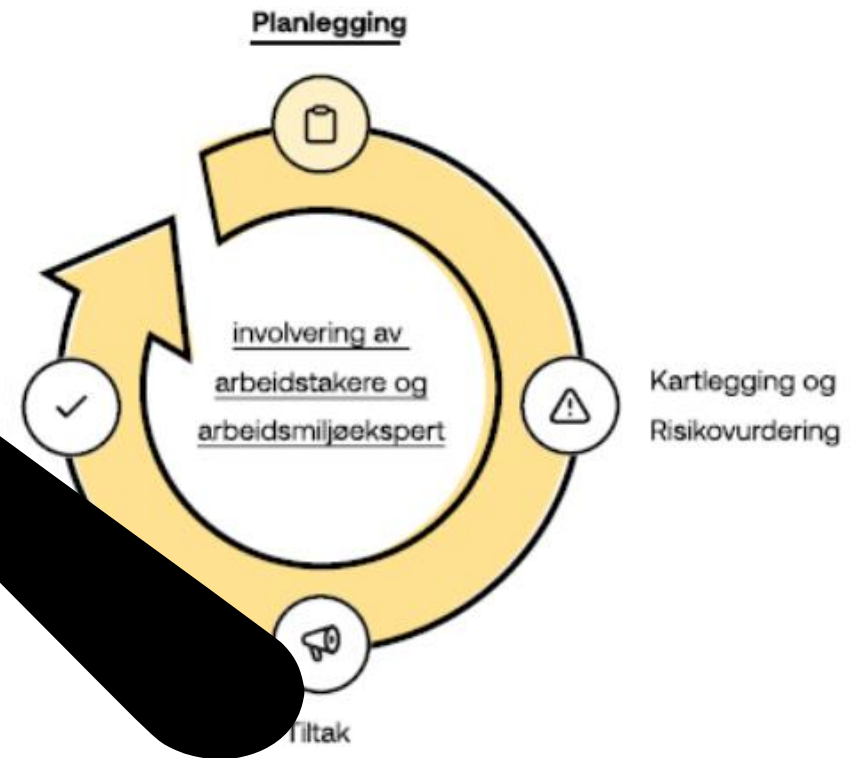 Planlegging
involvering av
arbeidstakere og
arbeidsmiljøekspert
Kartlegging og
Risikovurdering
Tiltak